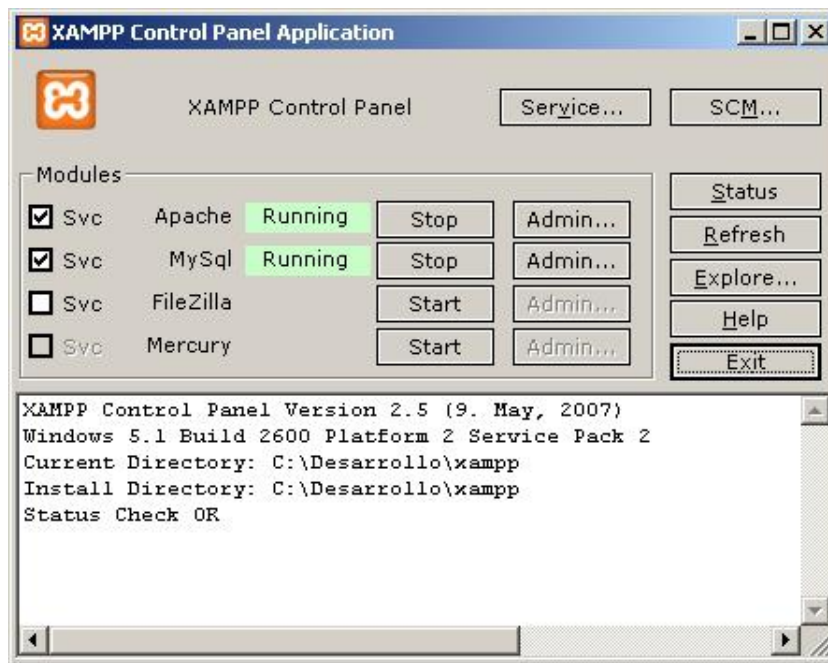 XAMPP Control Panel Application
XAMPP Control Panel
Service...
SCM...
Modules
Svc Apache Running Stop Admin...
Svc MySql Running Stop Admin...
Svc FileZilla Start Admin...
Svc Mercury Start Admin...
Status
Refresh
Explore...
Help
Exit
XAMPP Control Panel Version 2.5 (9. May, 2007)
Windows 5.1 Build 2600 Platform 2 Service Pack 2
Current Directory: C:\Desarrollo\xampp
Install Directory: C:\Desarrollo\xampp
Status Check OK